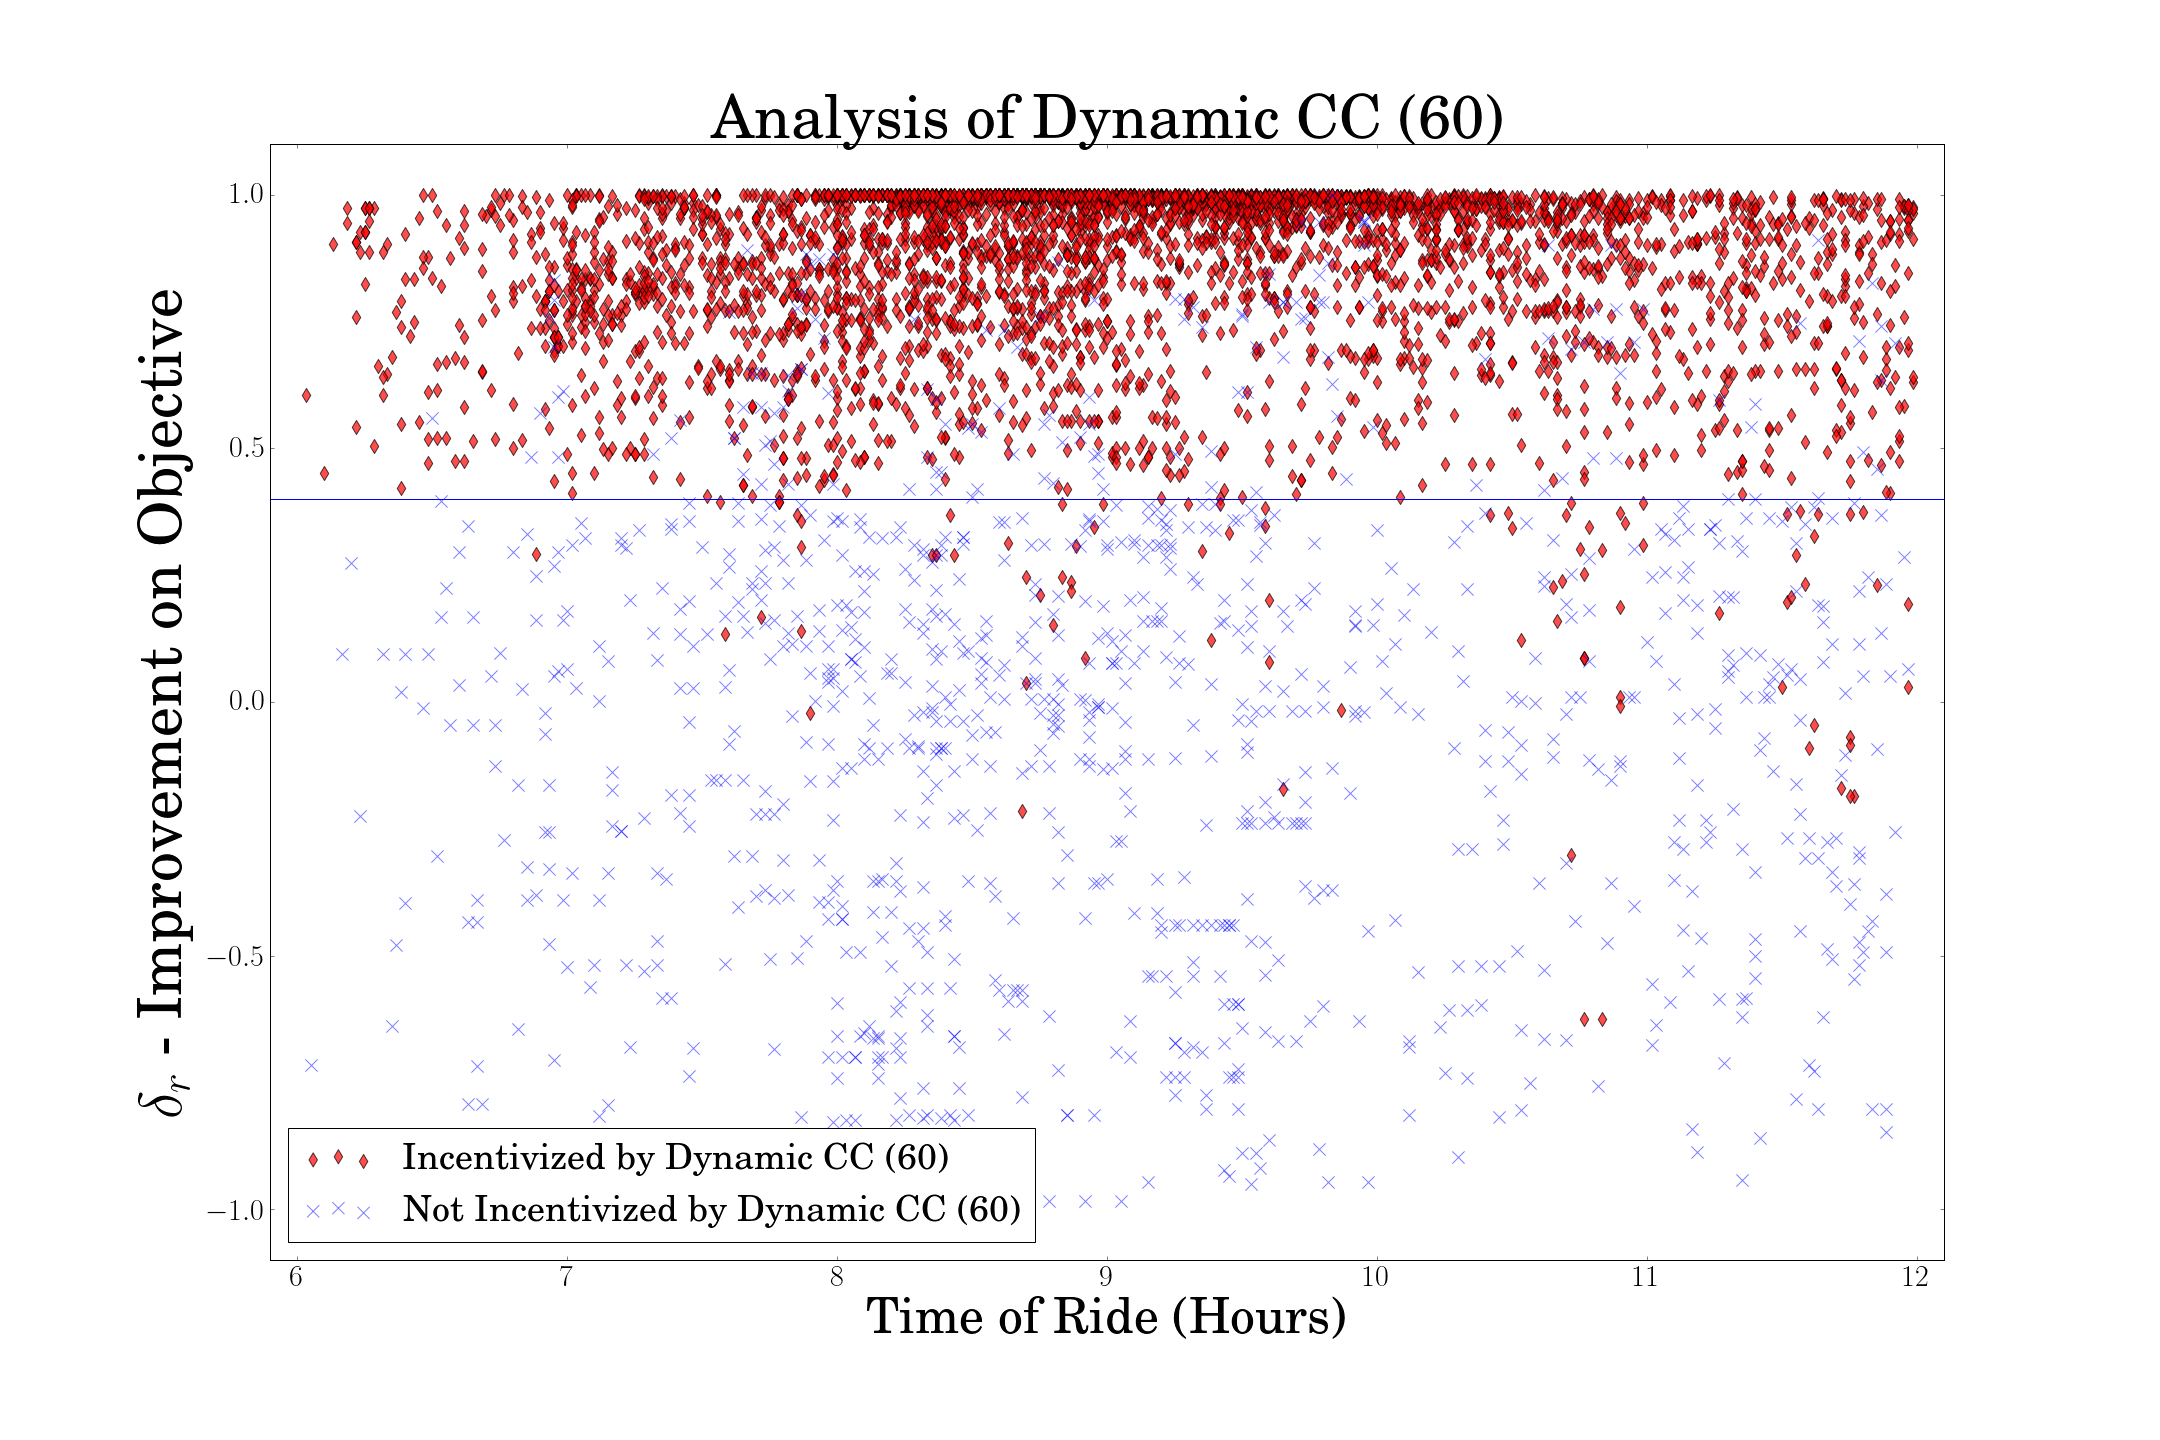 Analysis of Dynamic CC (60)
δr - Improvement on Objective
1.0
0.5
0.0
−0.5
−1.0
Incentivized by Dynamic CC (60)
Not Incentivized by Dynamic CC (60)
6 7 8 9 10 11 12
Time of Ride (Hours)